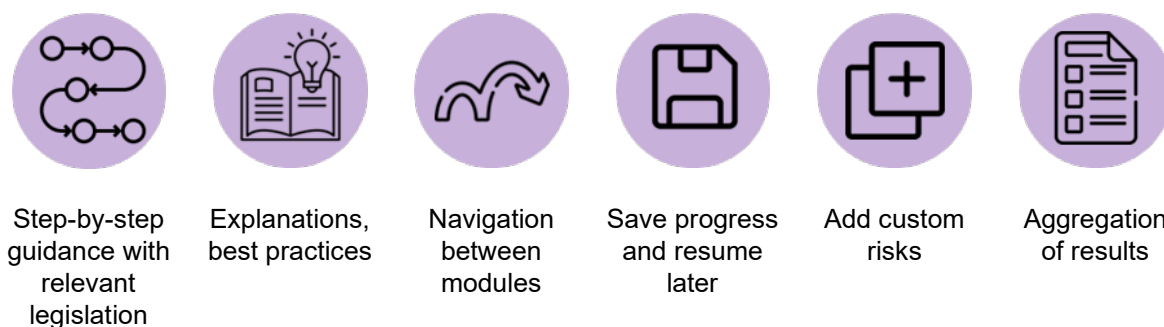 Step-by-step
guidance with
relevant
legislation
Explanations,
best practices
Navigation
between
modules
Save progress
and resume
later
Add custom
risks
Aggregation
of results